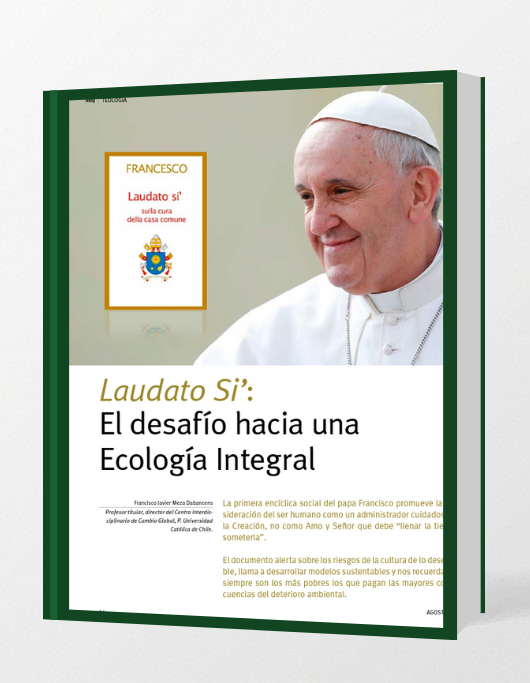 TEOLOGÍA
FRANCESCO
Laudato si'
sulla cura
della casa comune
Laudato Si’:
El desafío hacia una
Ecología Integral
Francisco Javier Meza Dabancens
Profesor titular, director del Centro Interdis-
ciplinario de Cambio Global, P. Universidad
Católica de Chile.
La primera encíclica social del papa Francisco promueve la
sideración del ser humano como un administrador cuidados
la Creación, no como Amo y Señor que debe “llenar la tie
someterla”.
El documento alerta sobre los riesgos de la cultura de lo dese
ble, llama a desarrollar modelos sustentables y nos recuerda
siempre son los más pobres los que pagan las mayores co
cuencias del deterioro ambiental.
AGOST